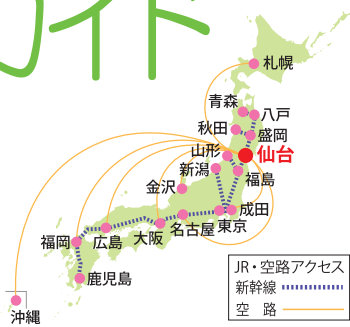 ガイド
札幌
青森
八戸
秋田
盛岡
山形
仙台
新潟
福島
金沢
成田
福岡
広島
大阪
名古屋
東京
鹿児島
沖縄
JR・空路アクセス
新幹線
空 路